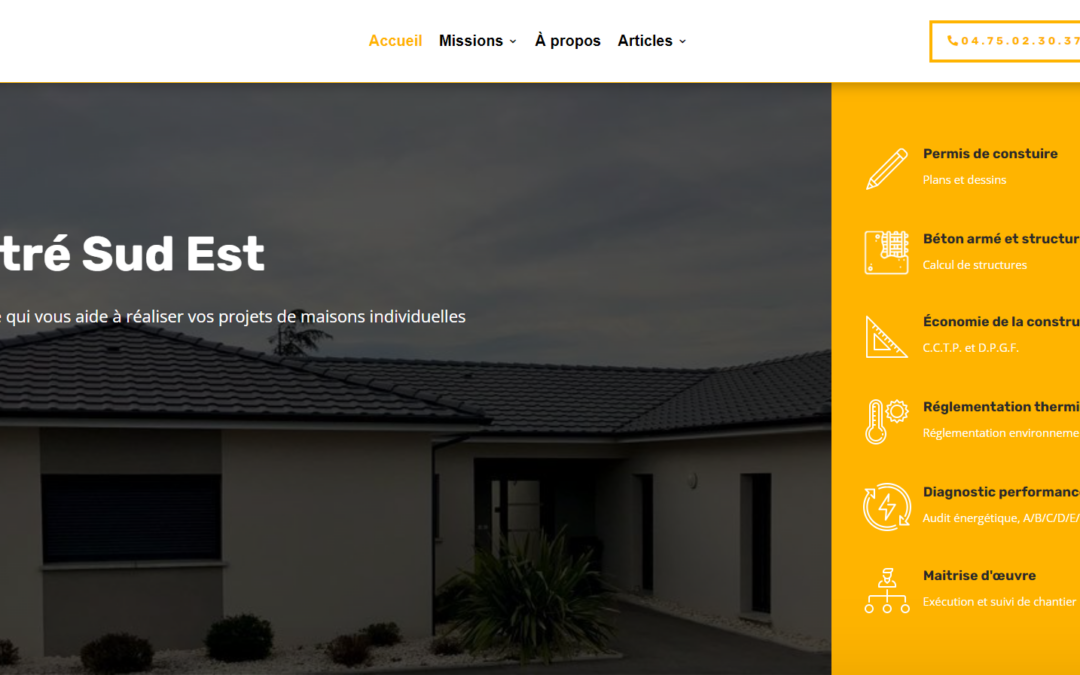 Accueil Missions À propos Articles
04.75.02.30.37
tré Sud Est
qui vous aide à réaliser vos projets de maisons individuelles
Permis de constuire
Plans et dessins
Béton armé et structur
Calcul de structures
Économie de la constru
C.C.T.P. et D.P.G.F.
Réglementation thermi
Réglementation environneme
Diagnostic performance
Audit énergétique, A/B/C/D/E/
Maitrise d'œuvre
Exécution et suivi de chantier